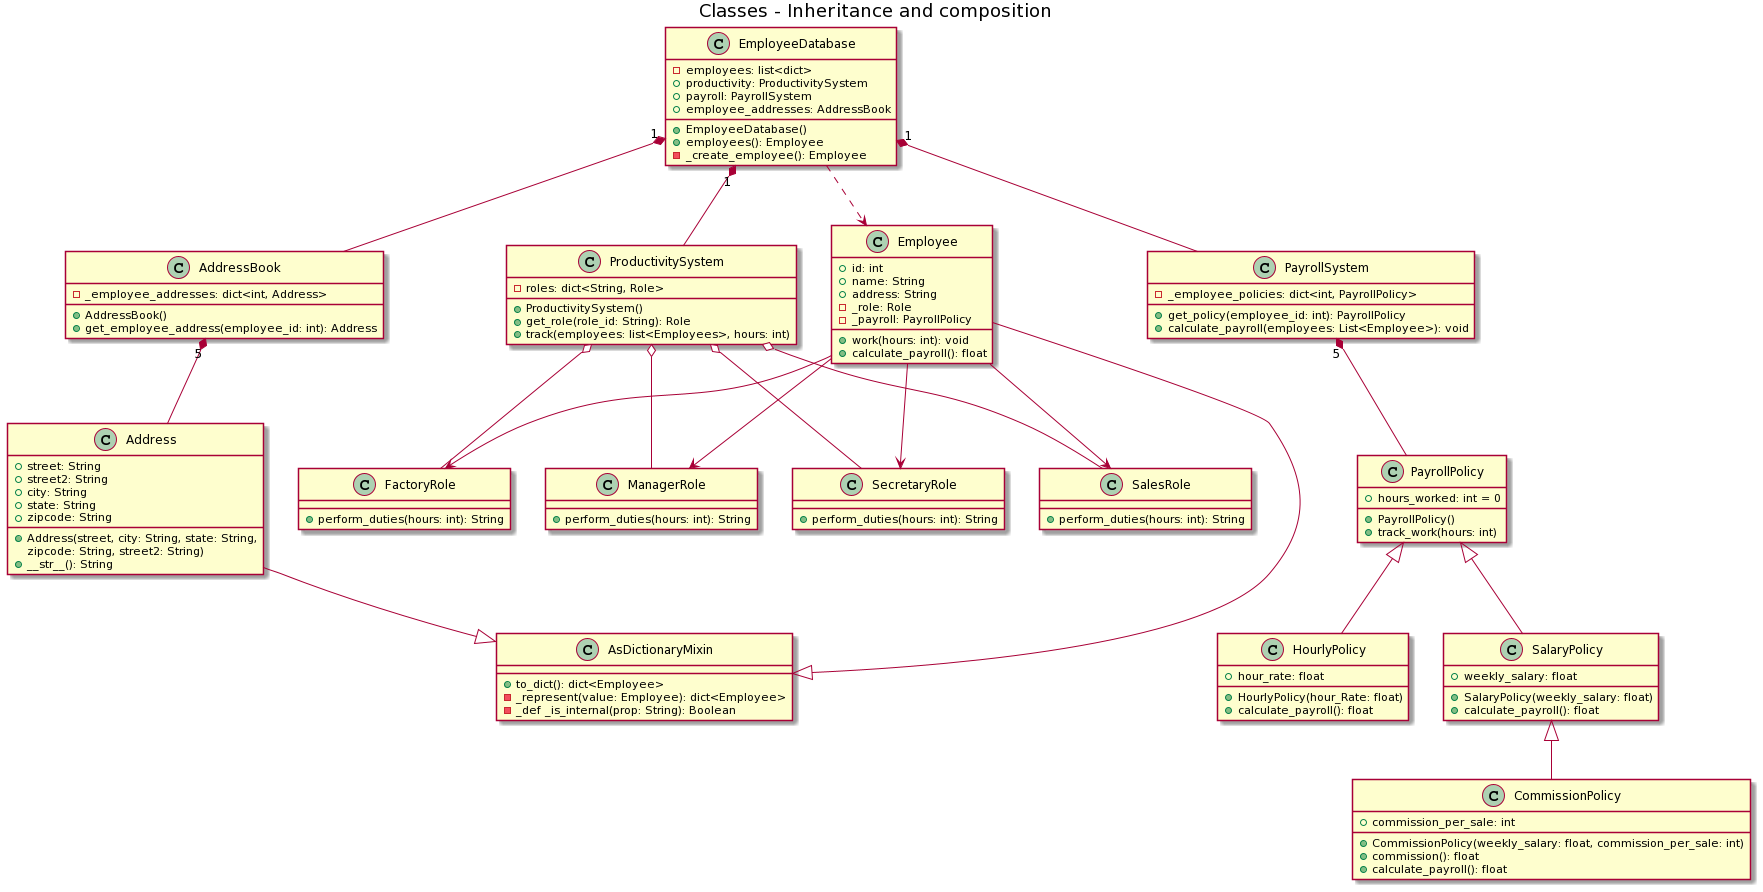 Classes - Inheritance and composition
C EmployeeDatabase
employees: list<dict>
productivity: ProductivitySystem
payroll: PayrollSystem
employee_addresses: AddressBook
EmployeeDatabase()
employees(): Employee
_create_employee(): Employee
1
1
1
C AddressBook
_employee_addresses: dict<int, Address>
AddressBook()
get_employee_address(employee_id: int): Address
5
C ProductivitySystem
roles: dict<String, Role>
ProductivitySystem()
get_role(role_id: String): Role
track(employees: list<Employees>, hours: int)
C Employee
id: int
name: String
address: String
_role: Role
_payroll: PayrollPolicy
work(hours: int): void
calculate_payroll(): float
C PayrollSystem
_employee_policies: dict<int, PayrollPolicy>
get_policy(employee_id: int): PayrollPolicy
calculate_payroll(employees: List<Employee>): void
5
C Address
street: String
street2: String
city: String
state: String
zipcode: String
Address(street, city: String, state: String,
zipcode: String, street2: String)
__str__(): String
C FactoryRole
perform_duties(hours: int): String
C ManagerRole
perform_duties(hours: int): String
C SecretaryRole
perform_duties(hours: int): String
C SalesRole
perform_duties(hours: int): String
C PayrollPolicy
hours_worked: int = 0
PayrollPolicy()
track_work(hours: int)
C AsDictionaryMixin
to_dict(): dict<Employee>
_represent(value: Employee): dict<Employee>
_def _is_internal(prop: String): Boolean
C HourlyPolicy
hour_rate: float
HourlyPolicy(hour_Rate: float)
calculate_payroll(): float
C SalaryPolicy
weekly_salary: float
SalaryPolicy(weekly_salary: float)
calculate_payroll(): float
C CommissionPolicy
commission_per_sale: int
CommissionPolicy(weekly_salary: float, commission_per_sale: int)
commission(): float
calculate_payroll(): float